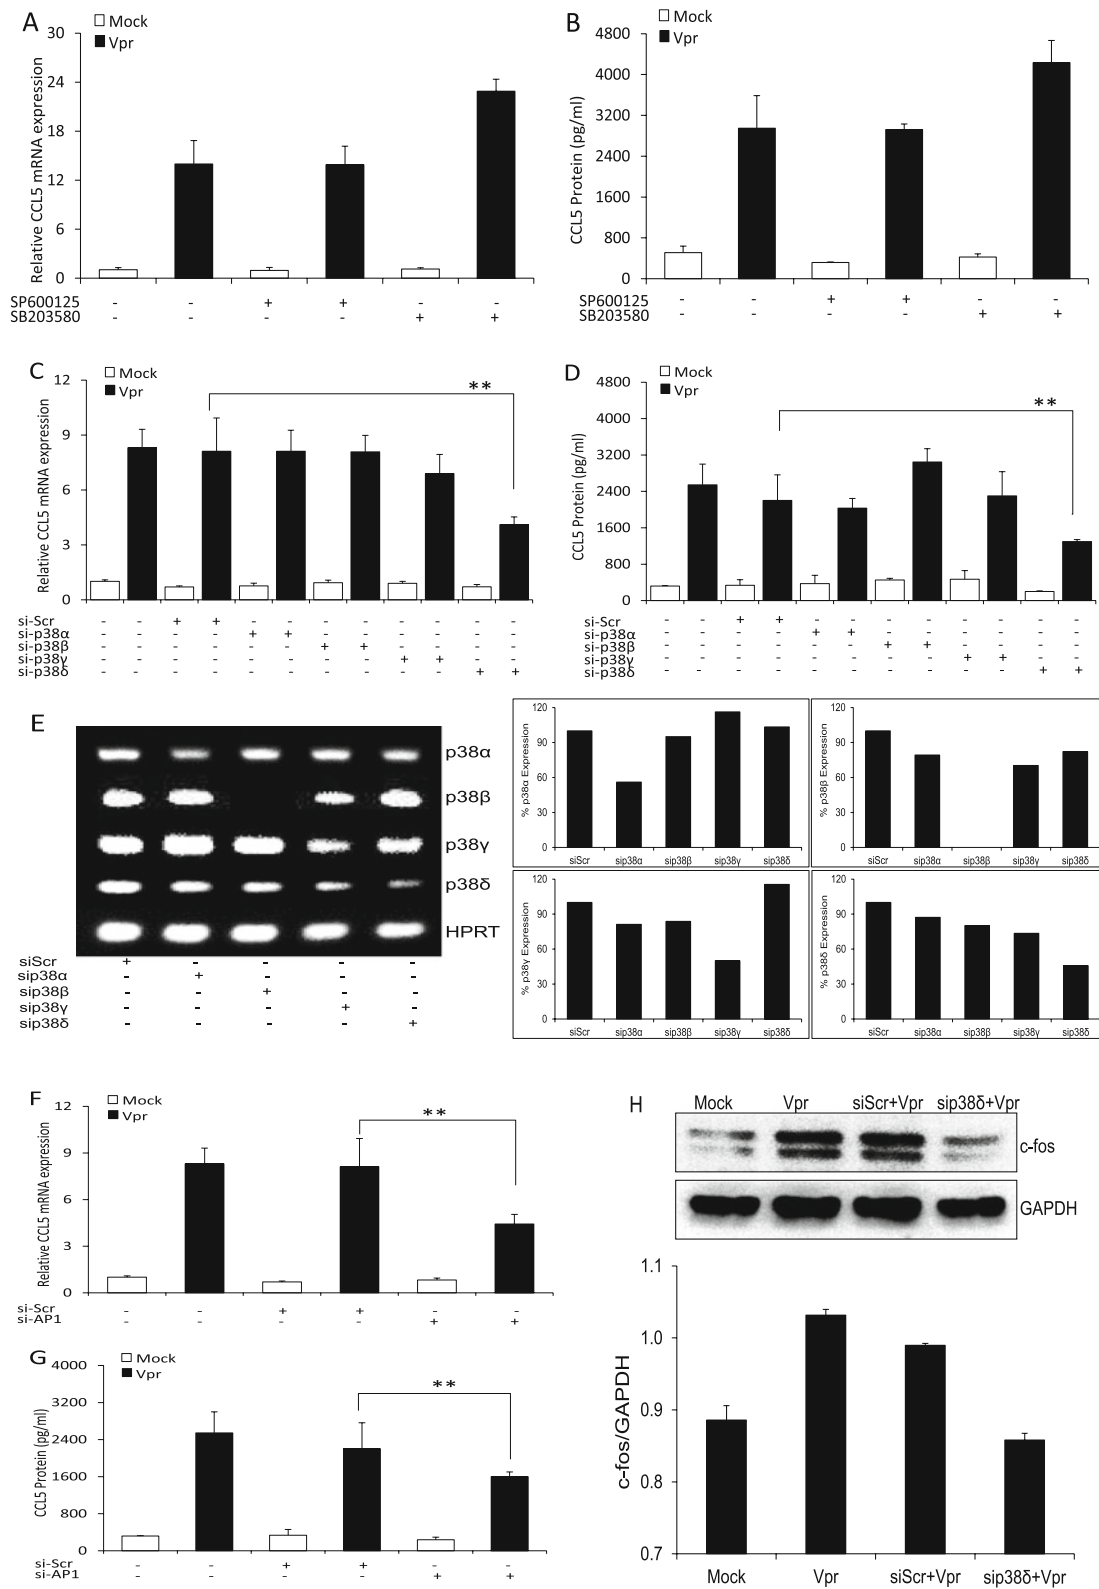 A
Mock
Vpr
Relative CCL5 mRNA expression
30
24
18
12
6
0
SP600125 - - + + - -
SB203580 - - - - + +
B
Mock
Vpr
CCL5 Protein (pg/ml)
4800
4000
3200
2400
1600
800
0
SP600125 - - + + - -
SB203580 - - - - + +
C
Mock
Vpr
**
Relative CCL5 mRNA expression
12
9
6
3
0
si-Scr - - + + - - - - - - - -
si-p38α - - - - + + - - - - - -
si-p38β - - - - - - + + - - - -
si-p38γ - - - - - - - - + + - -
si-p38δ - - - - - - - - - - + +
D
Mock
Vpr
**
CCL5 Protein (pg/ml)
4800
4000
3200
2400
1600
800
0
si-Scr - - + + - - - - - - - -
si-p38α - - - - + + - - - - - -
si-p38β - - - - - - + + - - - -
si-p38γ - - - - - - - - + + - -
si-p38δ - - - - - - - - - - + +
E
p38α
p38β
p38γ
p38δ
HPRT
siScr + - - - -
sip38α - + - - -
sip38β - - + - -
sip38γ - - - + -
sip38δ - - - - +
% p38α Expression
120
90
60
30
0
siScr sip38α sip38β sip38γ sip38δ
% p38β Expression
120
90
60
30
0
siScr sip38α sip38β sip38γ sip38δ
% p38γ Expression
120
90
60
30
0
siScr sip38α sip38β sip38γ sip38δ
% p38δ Expression
120
90
60
30
0
siScr sip38α sip38β sip38γ sip38δ
F
Mock
Vpr
**
Relative CCL5 mRNA expression
12
9
6
3
0
si-Scr - - + + - -
si-AP1 - - - - + +
G
Mock
Vpr
**
CCL5 Protein (pg/ml)
4000
3200
2400
1600
800
0
si-Scr - - + + - -
si-AP1 - - - - + +
H
Mock Vpr siScr+Vpr sip38δ+Vpr
c-fos
GAPDH
c-fos/GAPDH
1.1
1.0
0.9
0.8
0.7
Mock Vpr siScr+Vpr sip38δ+Vpr